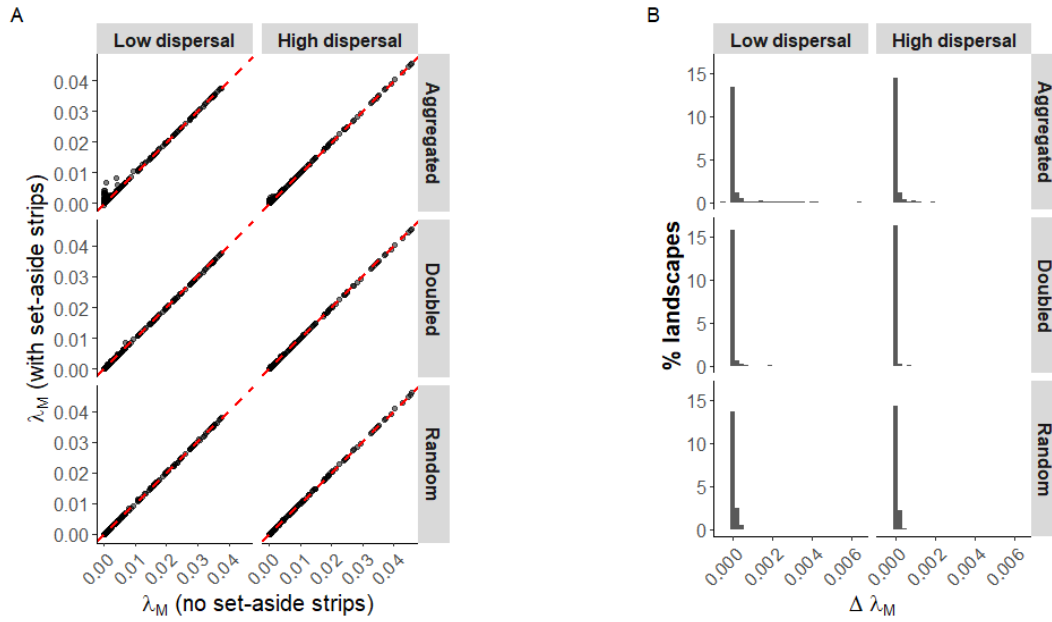 A
Low dispersal
High dispersal
λM (with set-aside strips)
0.04
0.03
0.02
0.01
0.00
Aggregated
0.04
0.03
0.02
0.01
0.00
Doubled
0.04
0.03
0.02
0.01
0.00
Random
0.00
0.01
0.02
0.03
0.04
0.00
0.01
0.02
0.03
0.04
λM (no set-aside strips)
B
Low dispersal
High dispersal
% landscapes
15
10
5
0
Aggregated
15
10
5
0
Doubled
15
10
5
0
Random
0.000
0.002
0.004
0.006
0.000
0.002
0.004
0.006
Δ λM